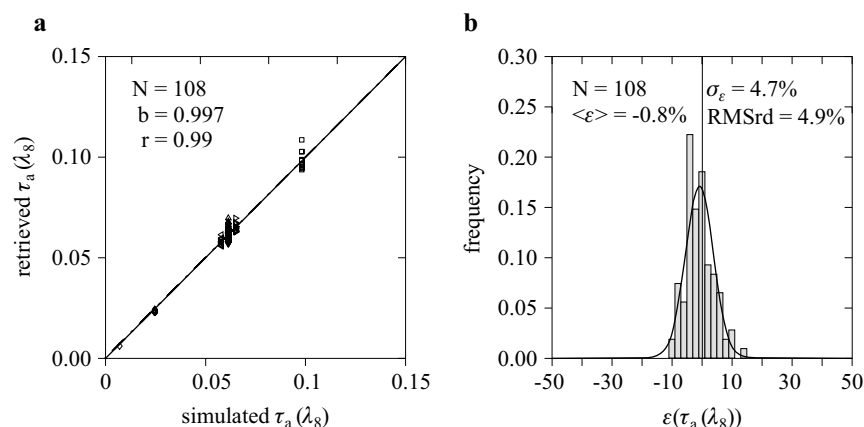 a
0.15
0.10
0.05
0.00
retrieved τa(λ8)
N = 108
b = 0.997
r = 0.99
0 0.05 0.1 0.15
simulated τa(λ8)
b
0.30
0.25
0.20
0.15
0.10
0.05
0.00
frequency
N = 108
<ε> = -0.8%
σε = 4.7%
RMSrd = 4.9%
-50 -30 -10 10 30 50
ε(τa(λ8))